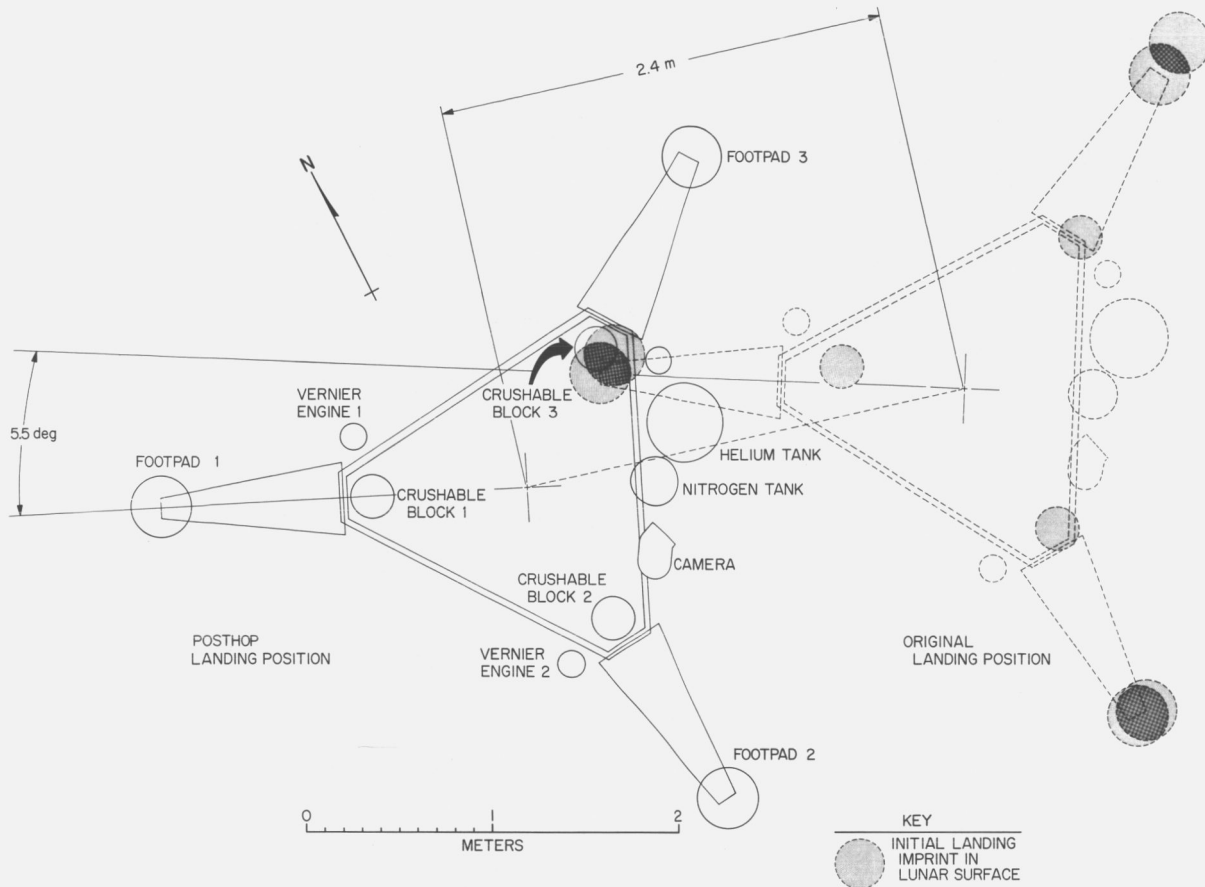 2.4 m
FOOTPAD 3
N
VERNIER
ENGINE 1
CRUSHABLE
BLOCK 3
5.5 deg
FOOTPAD 1
HELIUM TANK
NITROGEN TANK
CRUSHABLE
BLOCK 1
CAMERA
CRUSHABLE
BLOCK 2
POSTHOP
LANDING POSITION
ORIGINAL
LANDING POSITION
VERNIER
ENGINE 2
FOOTPAD 2
0 1 2
METERS
KEY
INITIAL LANDING
IMPRINT IN
LUNAR SURFACE